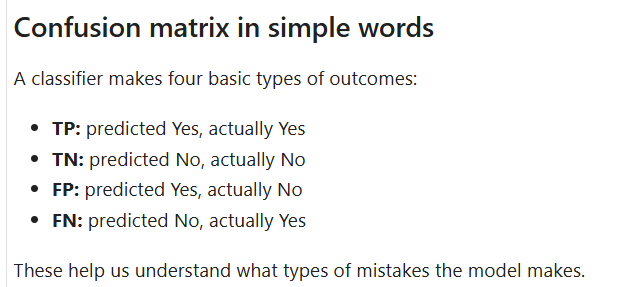 Confusion matrix in simple words
A classifier makes four basic types of outcomes:
• TP: predicted Yes, actually Yes
• TN: predicted No, actually No
• FP: predicted Yes, actually No
• FN: predicted No, actually Yes
These help us understand what types of mistakes the model makes.